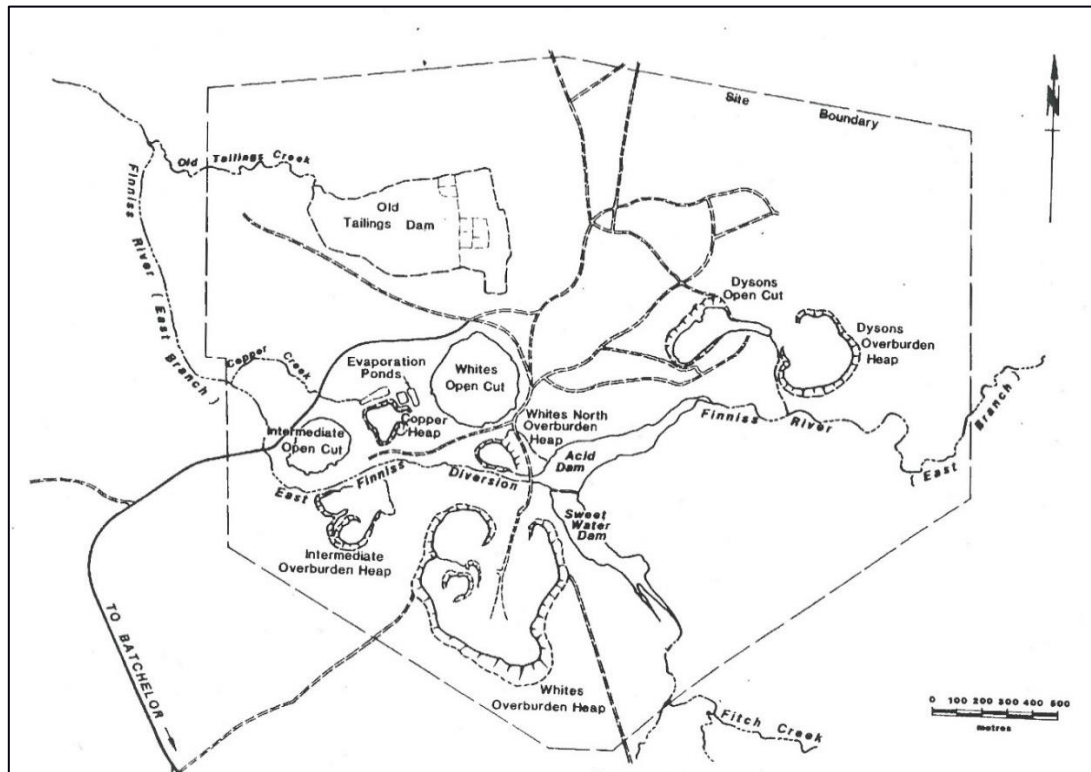 N
Site Boundary
Old Tailings Creek
Finniss River ( East Branch )
Old
Tailings Dam
Dysons
Open Cut
Dysons
Overburden
Heap
Copper Creek
Evaporation
Ponds
Whites
Open Cut
Copper
Heap
Whites North
Overburden
Heap
Intermediate
Open Cut
Acid
Dam
Finniss River ( East Branch )
East Finniss Diversion
Sweet
Water
Dam
Intermediate
Overburden Heap
TO BATCHELOR
Whites
Overburden Heap
Fitch Creek
0 100 200 300 400 500
metres